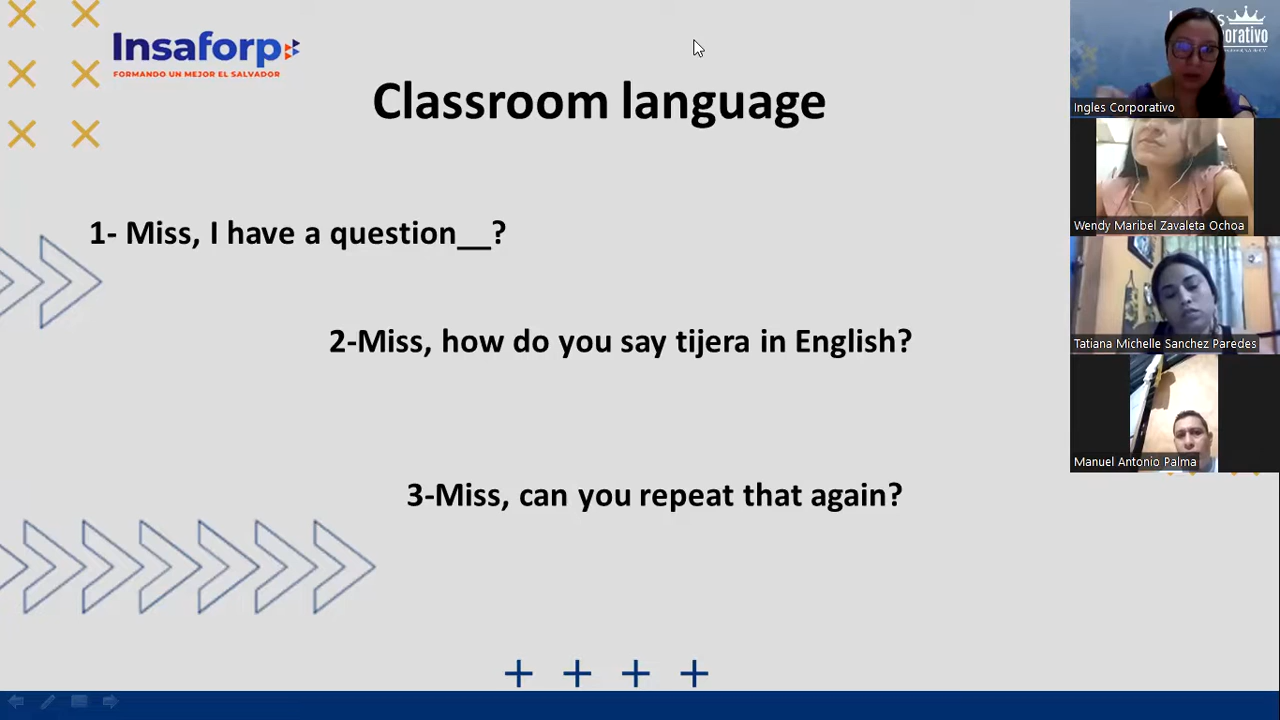 Insaforp
FORMANDO UN MEJOR EL SALVADOR
Classroom language
1- Miss, I have a question__?
2-Miss, how do you say tijera in English?
3-Miss, can you repeat that again?
Ingles Corporativo
Wendy Maribel Zavaleta Ochoa
Tatiana Michelle Sanchez Paredes
Manuel Antonio Palma